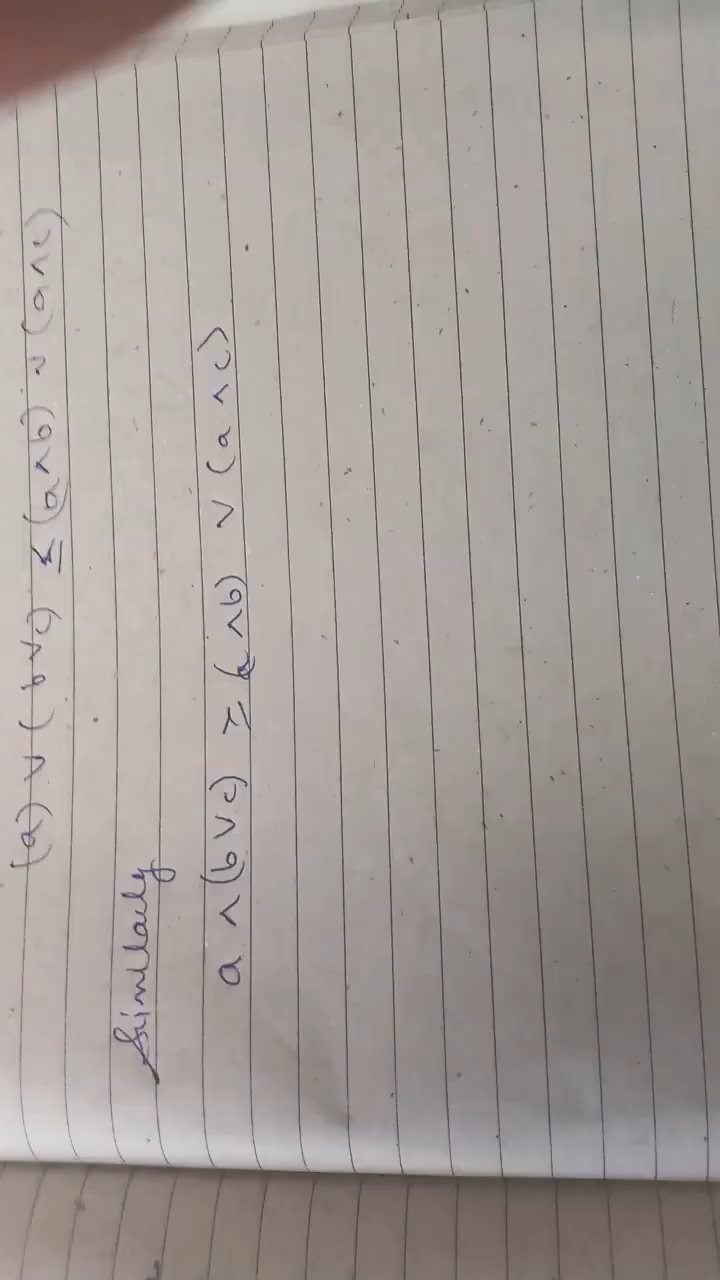 (a) ∨ (b ∨ c) ≤ (a ∧ b) ∨ (a ∧ c)
Similarly
a ∧ (b ∨ c) ≥ (a ∧ b) ∨ (a ∧ c)